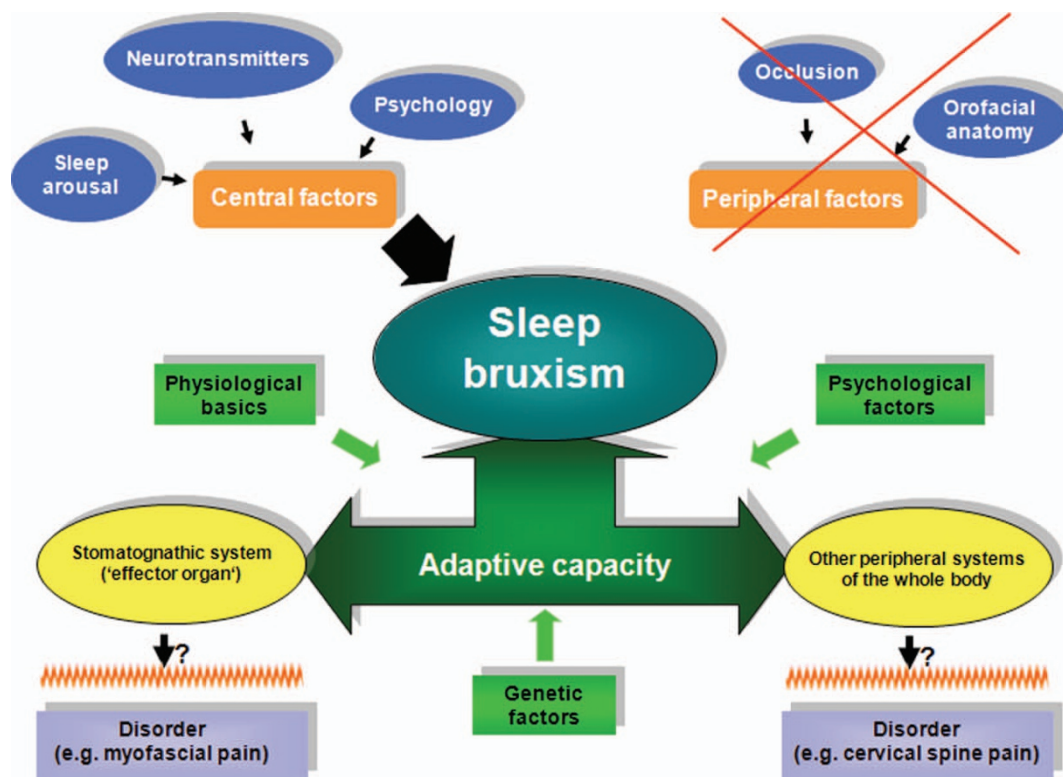 Neurotransmitters
Psychology
Sleep
arousal
Central factors
Occlusion
Orofacial
anatomy
Peripheral factors
Sleep
bruxism
Physiological
basics
Psychological
factors
Stomatognathic system
(‘effector organ‘)
Adaptive capacity
Other peripheral systems
of the whole body
?
?
Genetic
factors
Disorder
(e.g. myofascial pain)
Disorder
(e.g. cervical spine pain)